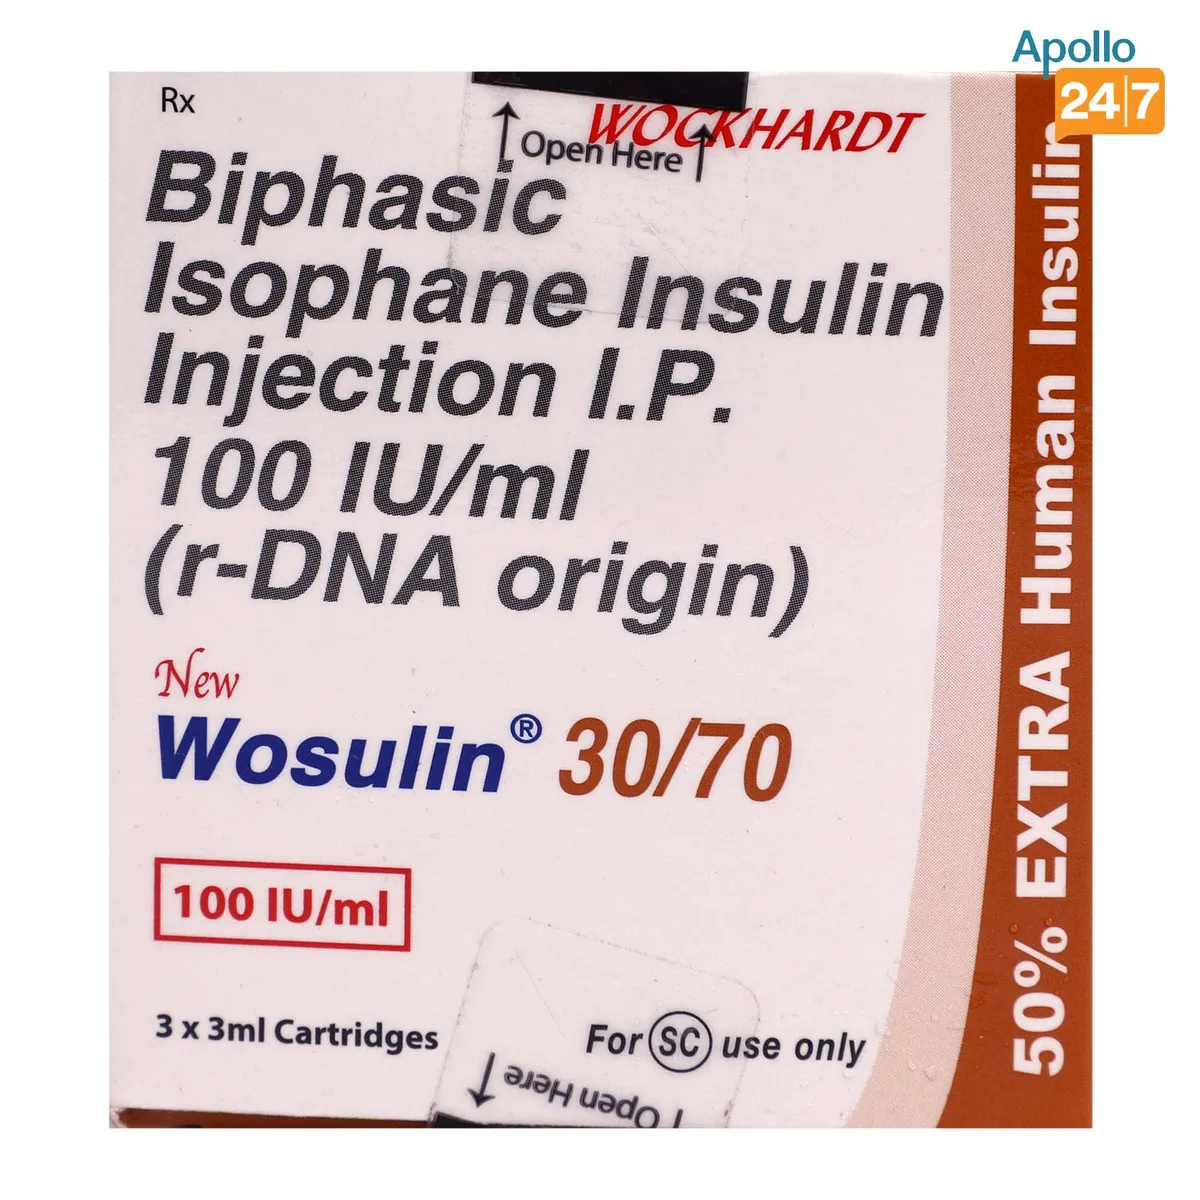 Apollo
24|7
Rx
WOCKHARDT
Open Here
Biphasic
Isophane Insulin
Injection I.P.
100 IU/ml
(r-DNA origin)
New
Wosulin® 30/70
100 IU/ml
3 x 3ml Cartridges
For SC use only
Open Here
50% EXTRA Human Insulin